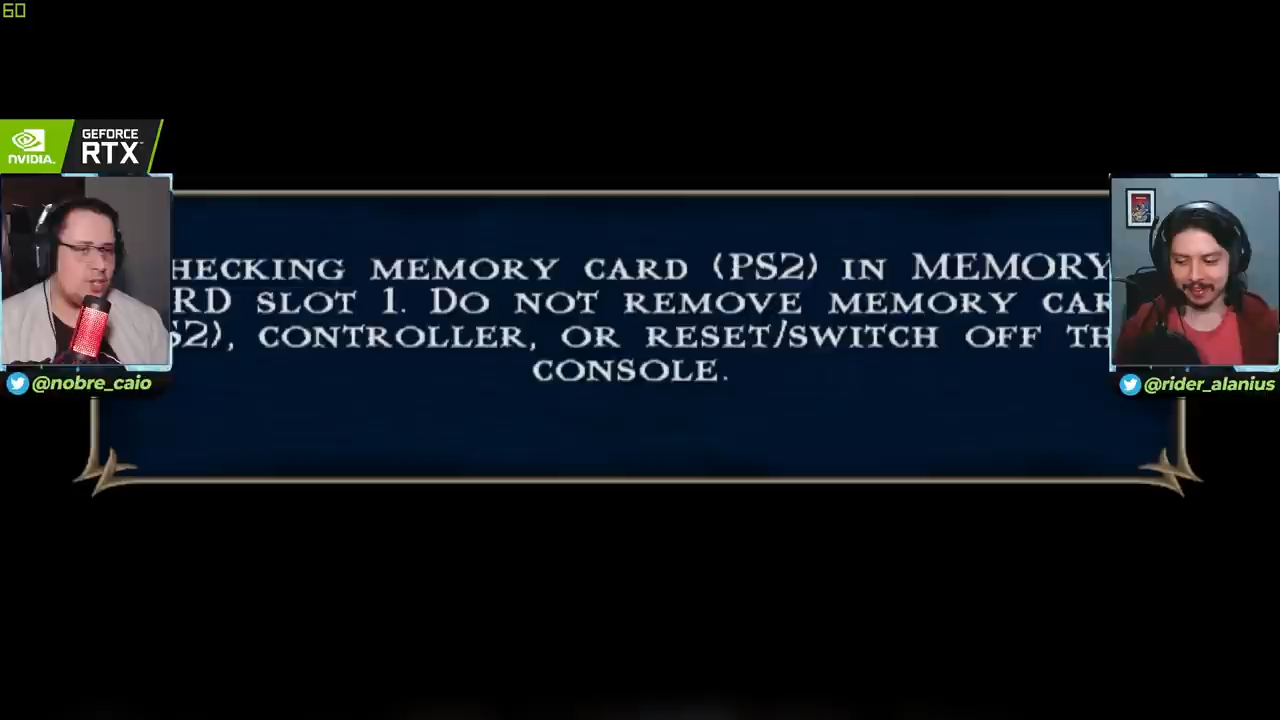 60
NVIDIA.
GEFORCE
RTX
HECKING MEMORY CARD (PS2) IN MEMORY
RD SLOT 1. DO NOT REMOVE MEMORY CAR
S2), CONTROLLER, OR RESET/SWITCH OFF TH
CONSOLE.
@nobre_caio
@rider_alanius